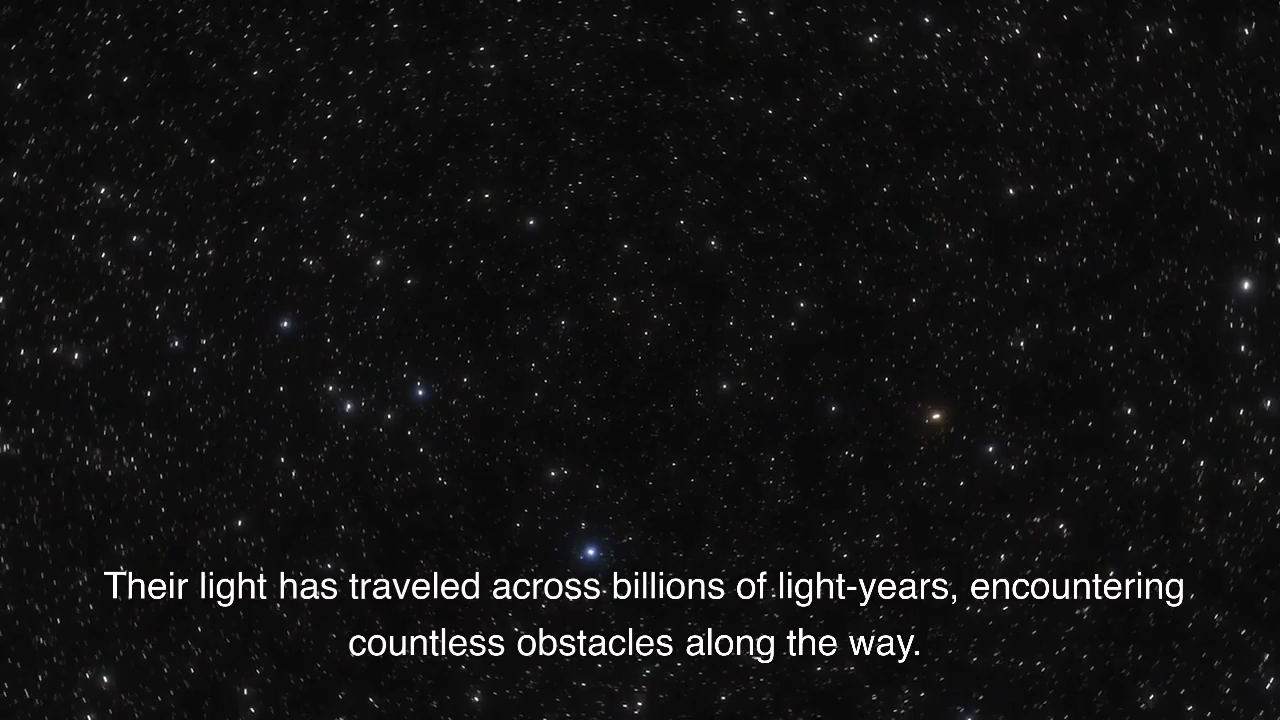 Their light has traveled across billions of light-years, encountering
countless obstacles along the way.